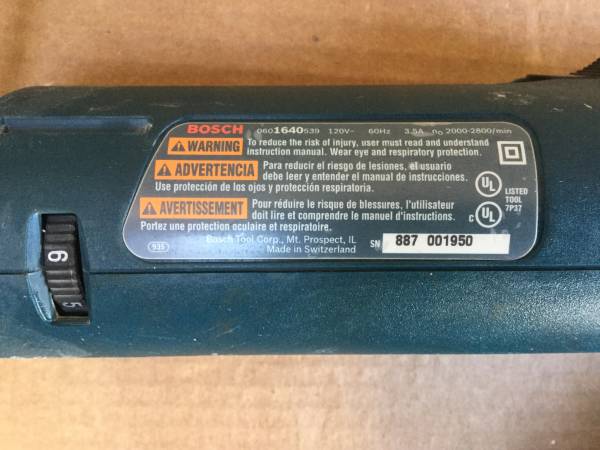 BOSCH 0601640539 120V~ 60Hz 3.5A n₀ 2000-2800/min
WARNING To reduce the risk of injury, user must read and understand
instruction manual. Wear eye and respiratory protection.
ADVERTENCIA Para reducir el riesgo de lesiones, el usuario
debe leer y entender el manual de instrucciones.
Use protección de los ojos y protección respiratoria.
AVERTISSEMENT Pour réduire le risque de blessures, l'utilisateur
doit lire et comprendre le manuel d'instructions.
Portez une protection oculaire et respiratoire.
935
Bosch Tool Corp., Mt. Prospect, IL
Made in Switzerland
SN 887 001950
UL
LISTED
TOOL
7P37
c UL
6
5